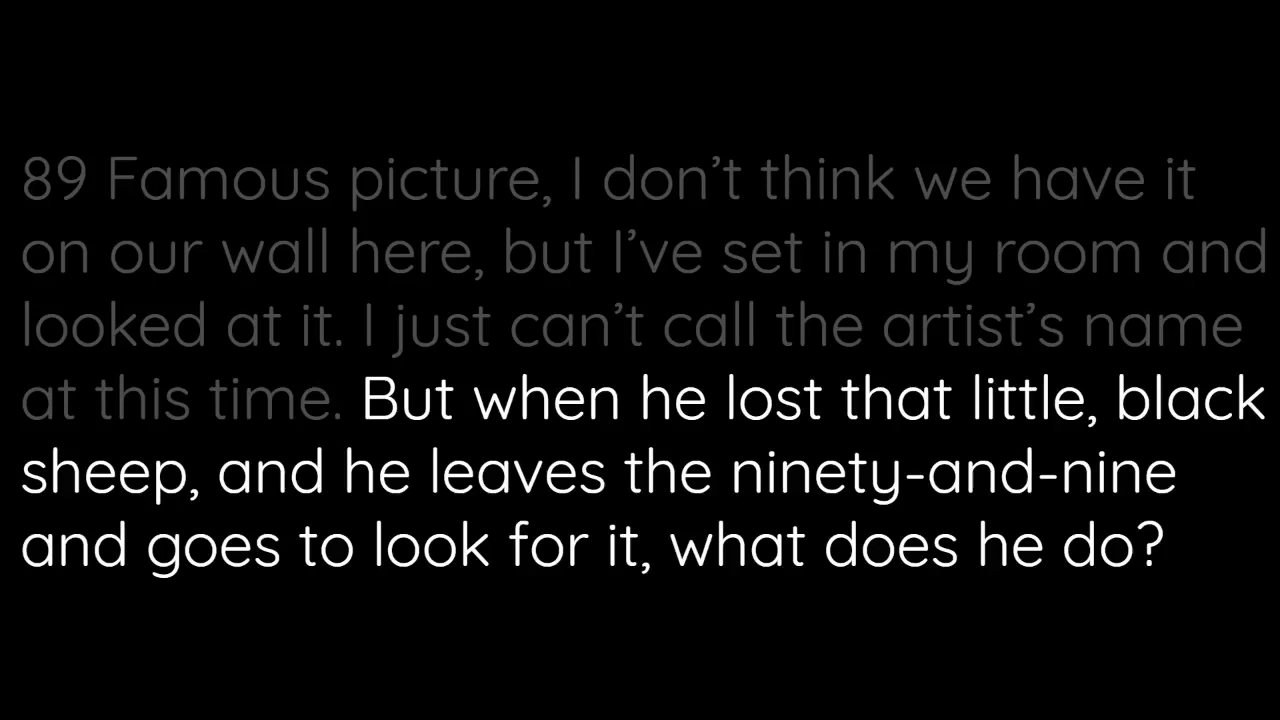 89 Famous picture, I don’t think we have it
on our wall here, but I’ve set in my room and
looked at it. I just can’t call the artist’s name
at this time. But when he lost that little, black
sheep, and he leaves the ninety-and-nine
and goes to look for it, what does he do?